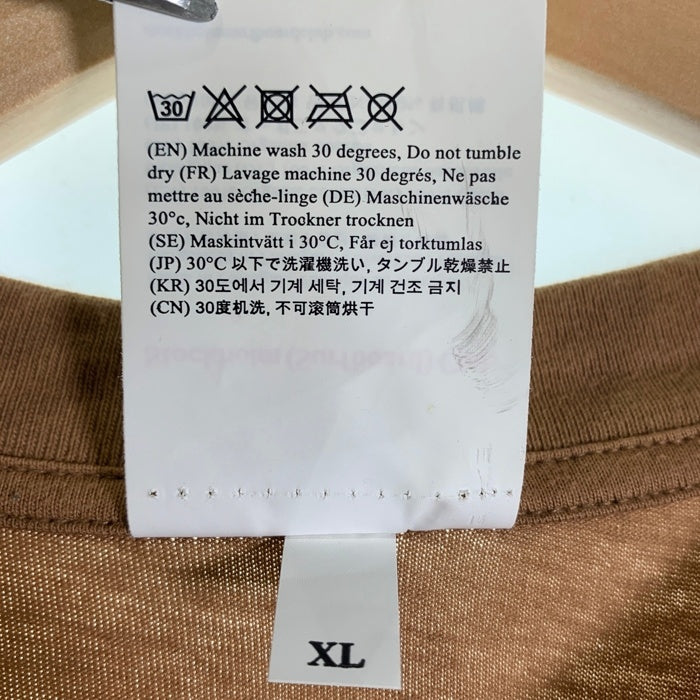 30
(EN) Machine wash 30 degrees, Do not tumble
dry (FR) Lavage machine 30 degrés, Ne pas
mettre au sèche-linge (DE) Maschinenwäsche
30°c, Nicht im Trockner trocknen
(SE) Maskintvätt i 30°C, Får ej torktumlas
(JP) 30°C 以下で洗濯機洗い, タンブル乾燥禁止
(KR) 30도에서 기계 세탁, 기계 건조 금지
(CN) 30度机洗, 不可滚筒烘干
Stockholm (Surfboard) Club
XL